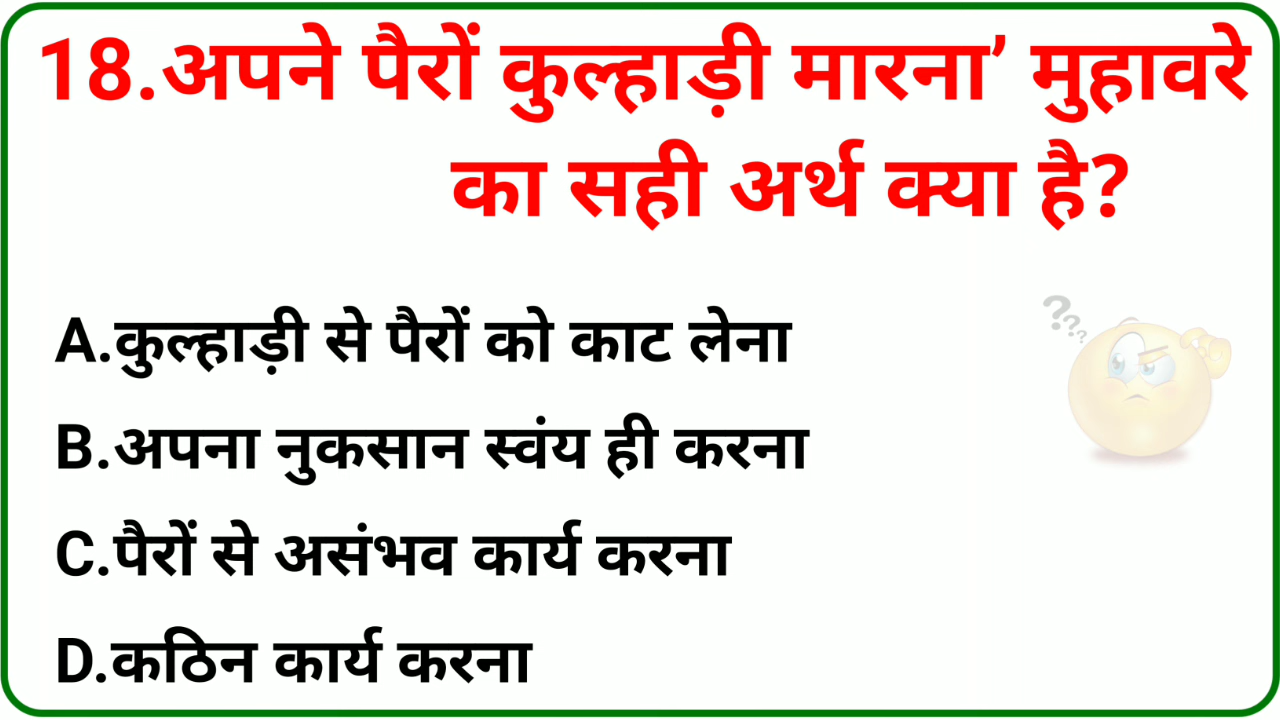 18.अपने पैरों कुल्हाड़ी मारना’ मुहावरे
का सही अर्थ क्या है?
???
A.कुल्हाड़ी से पैरों को काट लेना
B.अपना नुकसान स्वंय ही करना
C.पैरों से असंभव कार्य करना
D.कठिन कार्य करना